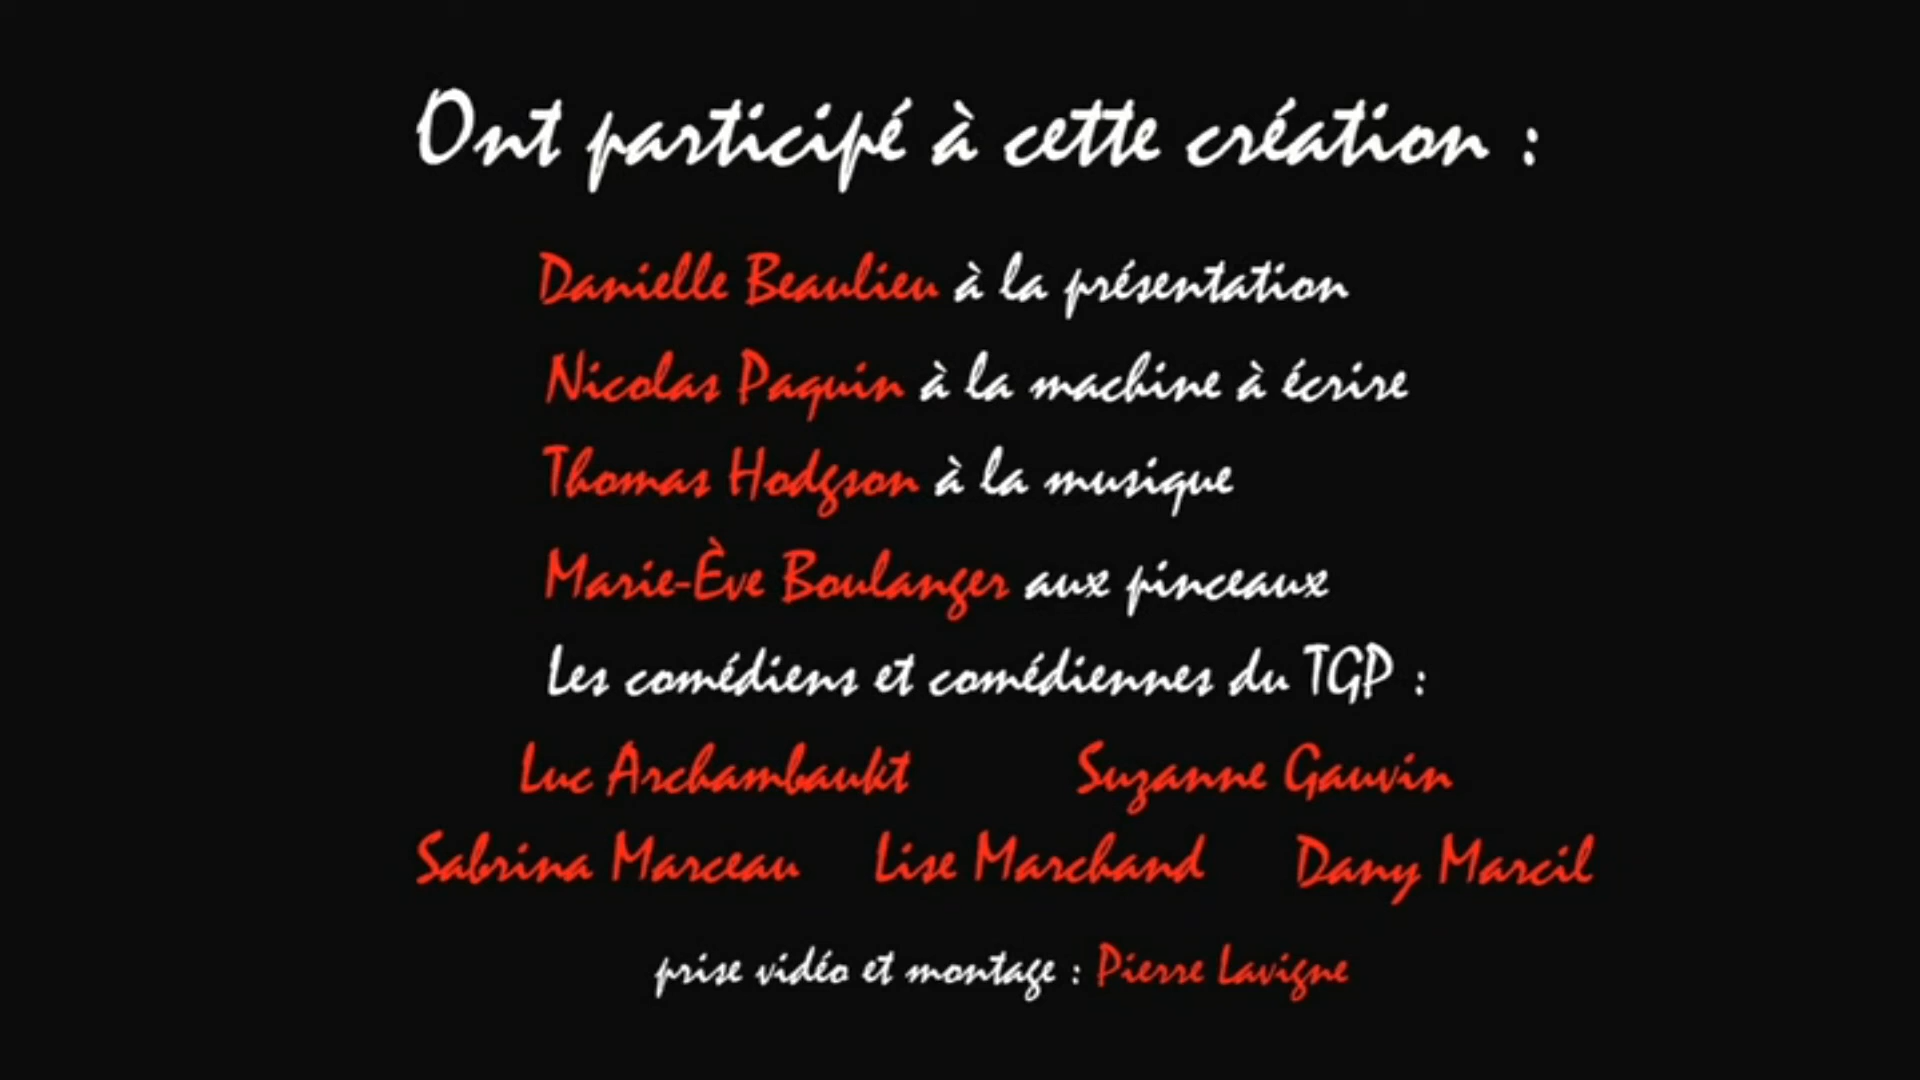 Ont participé à cette création :
Danielle Beaulieu à la présentation
Nicolas Paquin à la machine à écrire
Thomas Hodgson à la musique
Marie-Ève Boulanger aux pinceaux
Les comédiens et comédiennes du TGP :
Luc Archambaukt Suzanne Gauvin
Sabrina Marceau Lise Marchand Dany Marcil
prise vidéo et montage : Pierre Lavigne